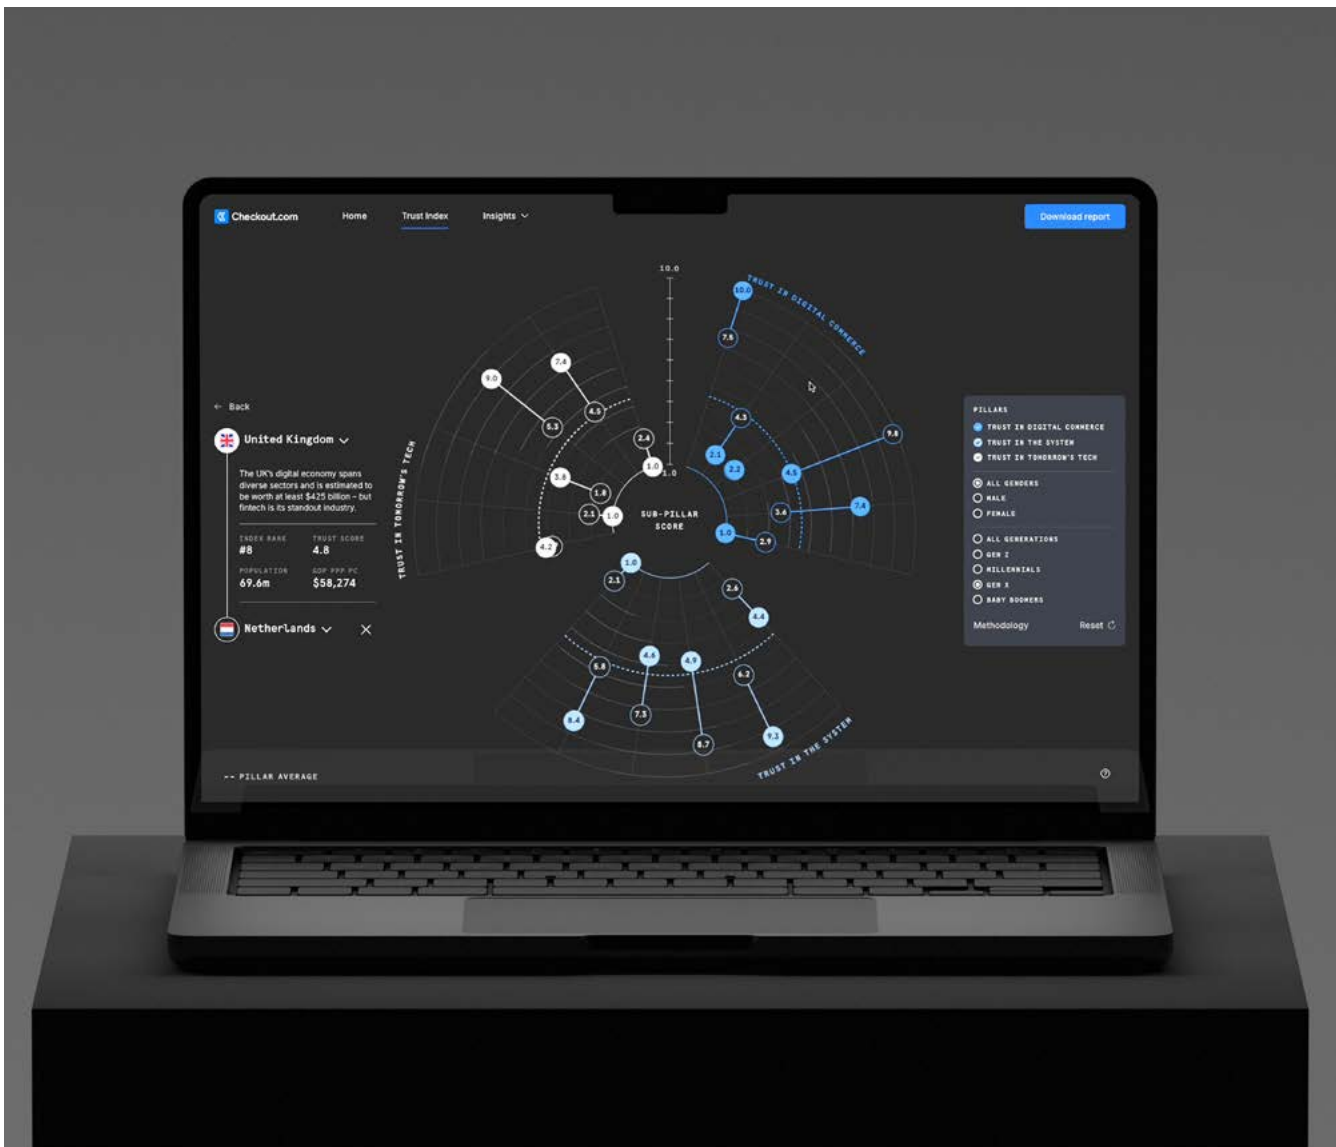 Checkout.com
Home
Trust Index
Insights
Download report
← Back
United Kingdom
The UK's digital economy spans
diverse sectors and is estimated to
be worth at least $425 billion – but
fintech is its standout industry.
INDEX RANK
TRUST SCORE
#8
4.8
POPULATION
GDP PPP PC
69.6m
$58,274
Netherlands
TRUST IN TOMORROW'S TECH
9.0
7.4
5.3
4.5
2.4
1.0
3.8
1.8
2.1
1.0
4.2
10.0
1.0
SUB-PILLAR
SCORE
TRUST IN DIGITAL COMMERCE
10.0
7.5
4.3
2.1
2.2
9.8
4.5
3.6
7.4
1.0
2.9
1.0
2.1
2.6
4.4
5.8
4.6
4.9
6.2
8.4
7.3
8.7
9.3
TRUST IN THE SYSTEM
PILLARS
TRUST IN DIGITAL COMMERCE
TRUST IN THE SYSTEM
TRUST IN TOMORROW'S TECH
ALL GENDERS
MALE
FEMALE
ALL GENERATIONS
GEN Z
MILLENNIALS
GEN X
BABY BOOMERS
Methodology
Reset
-- PILLAR AVERAGE
?